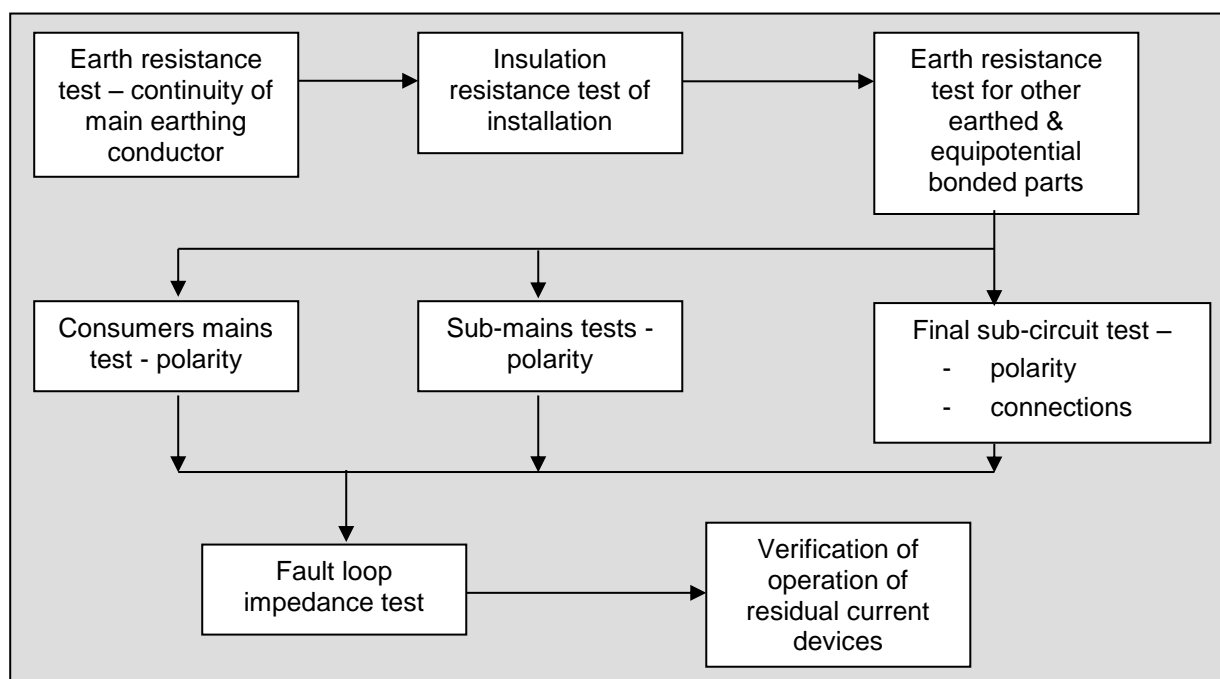 Earth resistance
test – continuity of
main earthing
conductor
Insulation
resistance test of
installation
Earth resistance
test for other
earthed &
equipotential
bonded parts
Consumers mains
test - polarity
Sub-mains tests -
polarity
Final sub-circuit test –
- polarity
- connections
Fault loop
impedance test
Verification of
operation of
residual current
devices